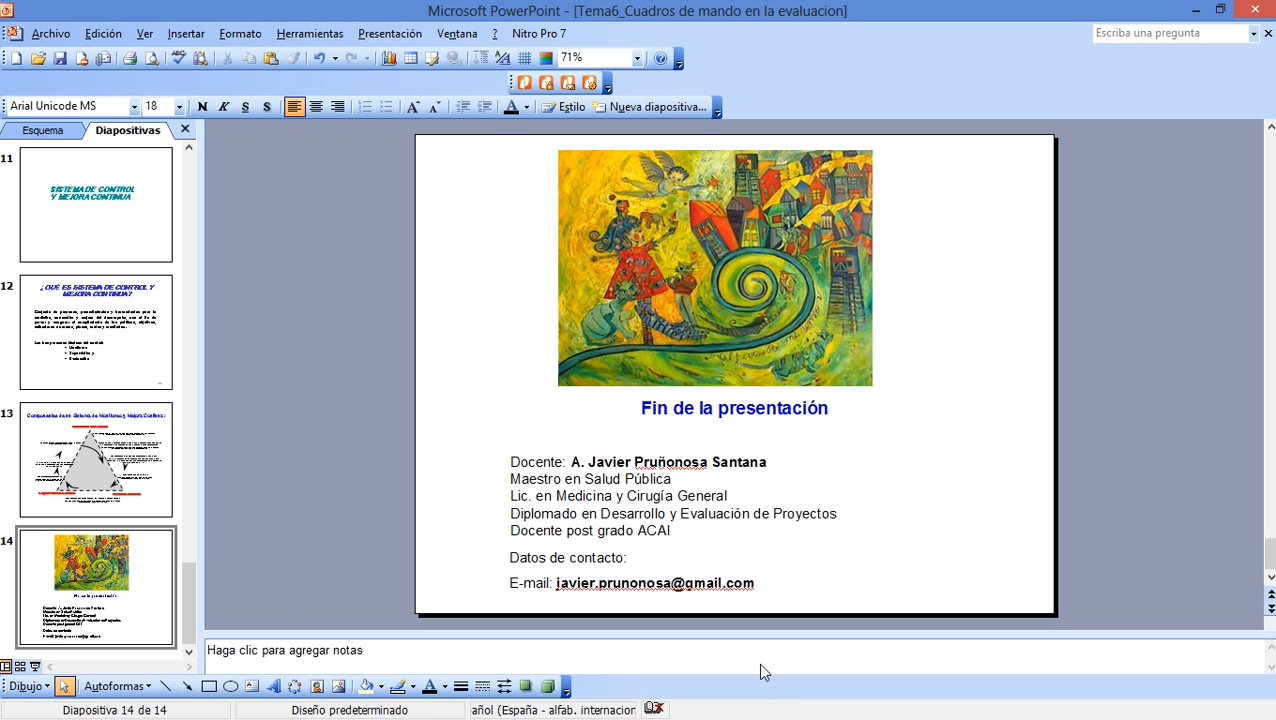 Microsoft PowerPoint - [Tema6_Cuadros de mando en la evaluacion]
Archivo Edición Ver Insertar Formato Herramientas Presentación Ventana ? Nitro Pro 7 Escriba una pregunta
71%
Arial Unicode MS 18 N K S S Estilo Nueva diapositiva...
Esquema Diapositivas
11
SISTEMA DE CONTROL
Y MEJORA CONTINUA
12
¿QUÉ ES SISTEMA DE CONTROL Y
MEJORA CONTINUA?
13
14
Fin de la presentación
Fin de la presentación
Docente: A. Javier Pruñonosa Santana
Maestro en Salud Pública
Lic. en Medicina y Cirugía General
Diplomado en Desarrollo y Evaluación de Proyectos
Docente post grado ACAI
Datos de contacto:
E-mail: javier.prunonosa@gmail.com
Haga clic para agregar notas
Dibujo Autoformas
Diapositiva 14 de 14 Diseño predeterminado añol (España - alfab. internacior